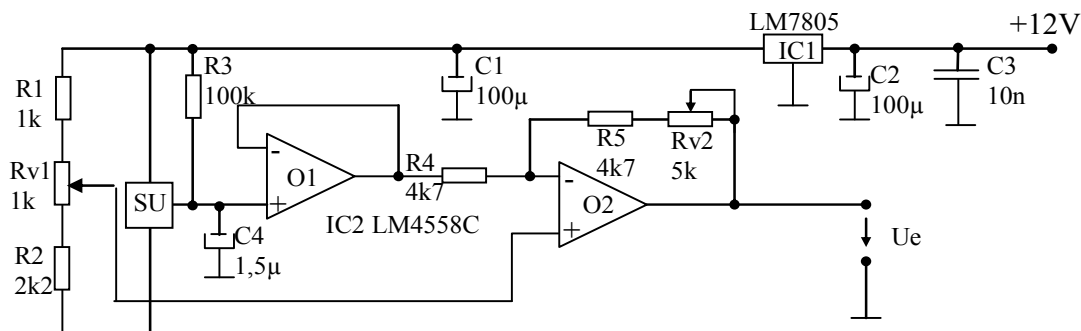 LM7805
+12V
IC1
R3
100k
C1
100µ
C2
100µ
C3
10n
R1
1k
Rv1
1k
R5
4k7
Rv2
5k
-
O1
+
R4
4k7
-
O2
+
SU
IC2 LM4558C
Ue
C4
1,5µ
R2
2k2